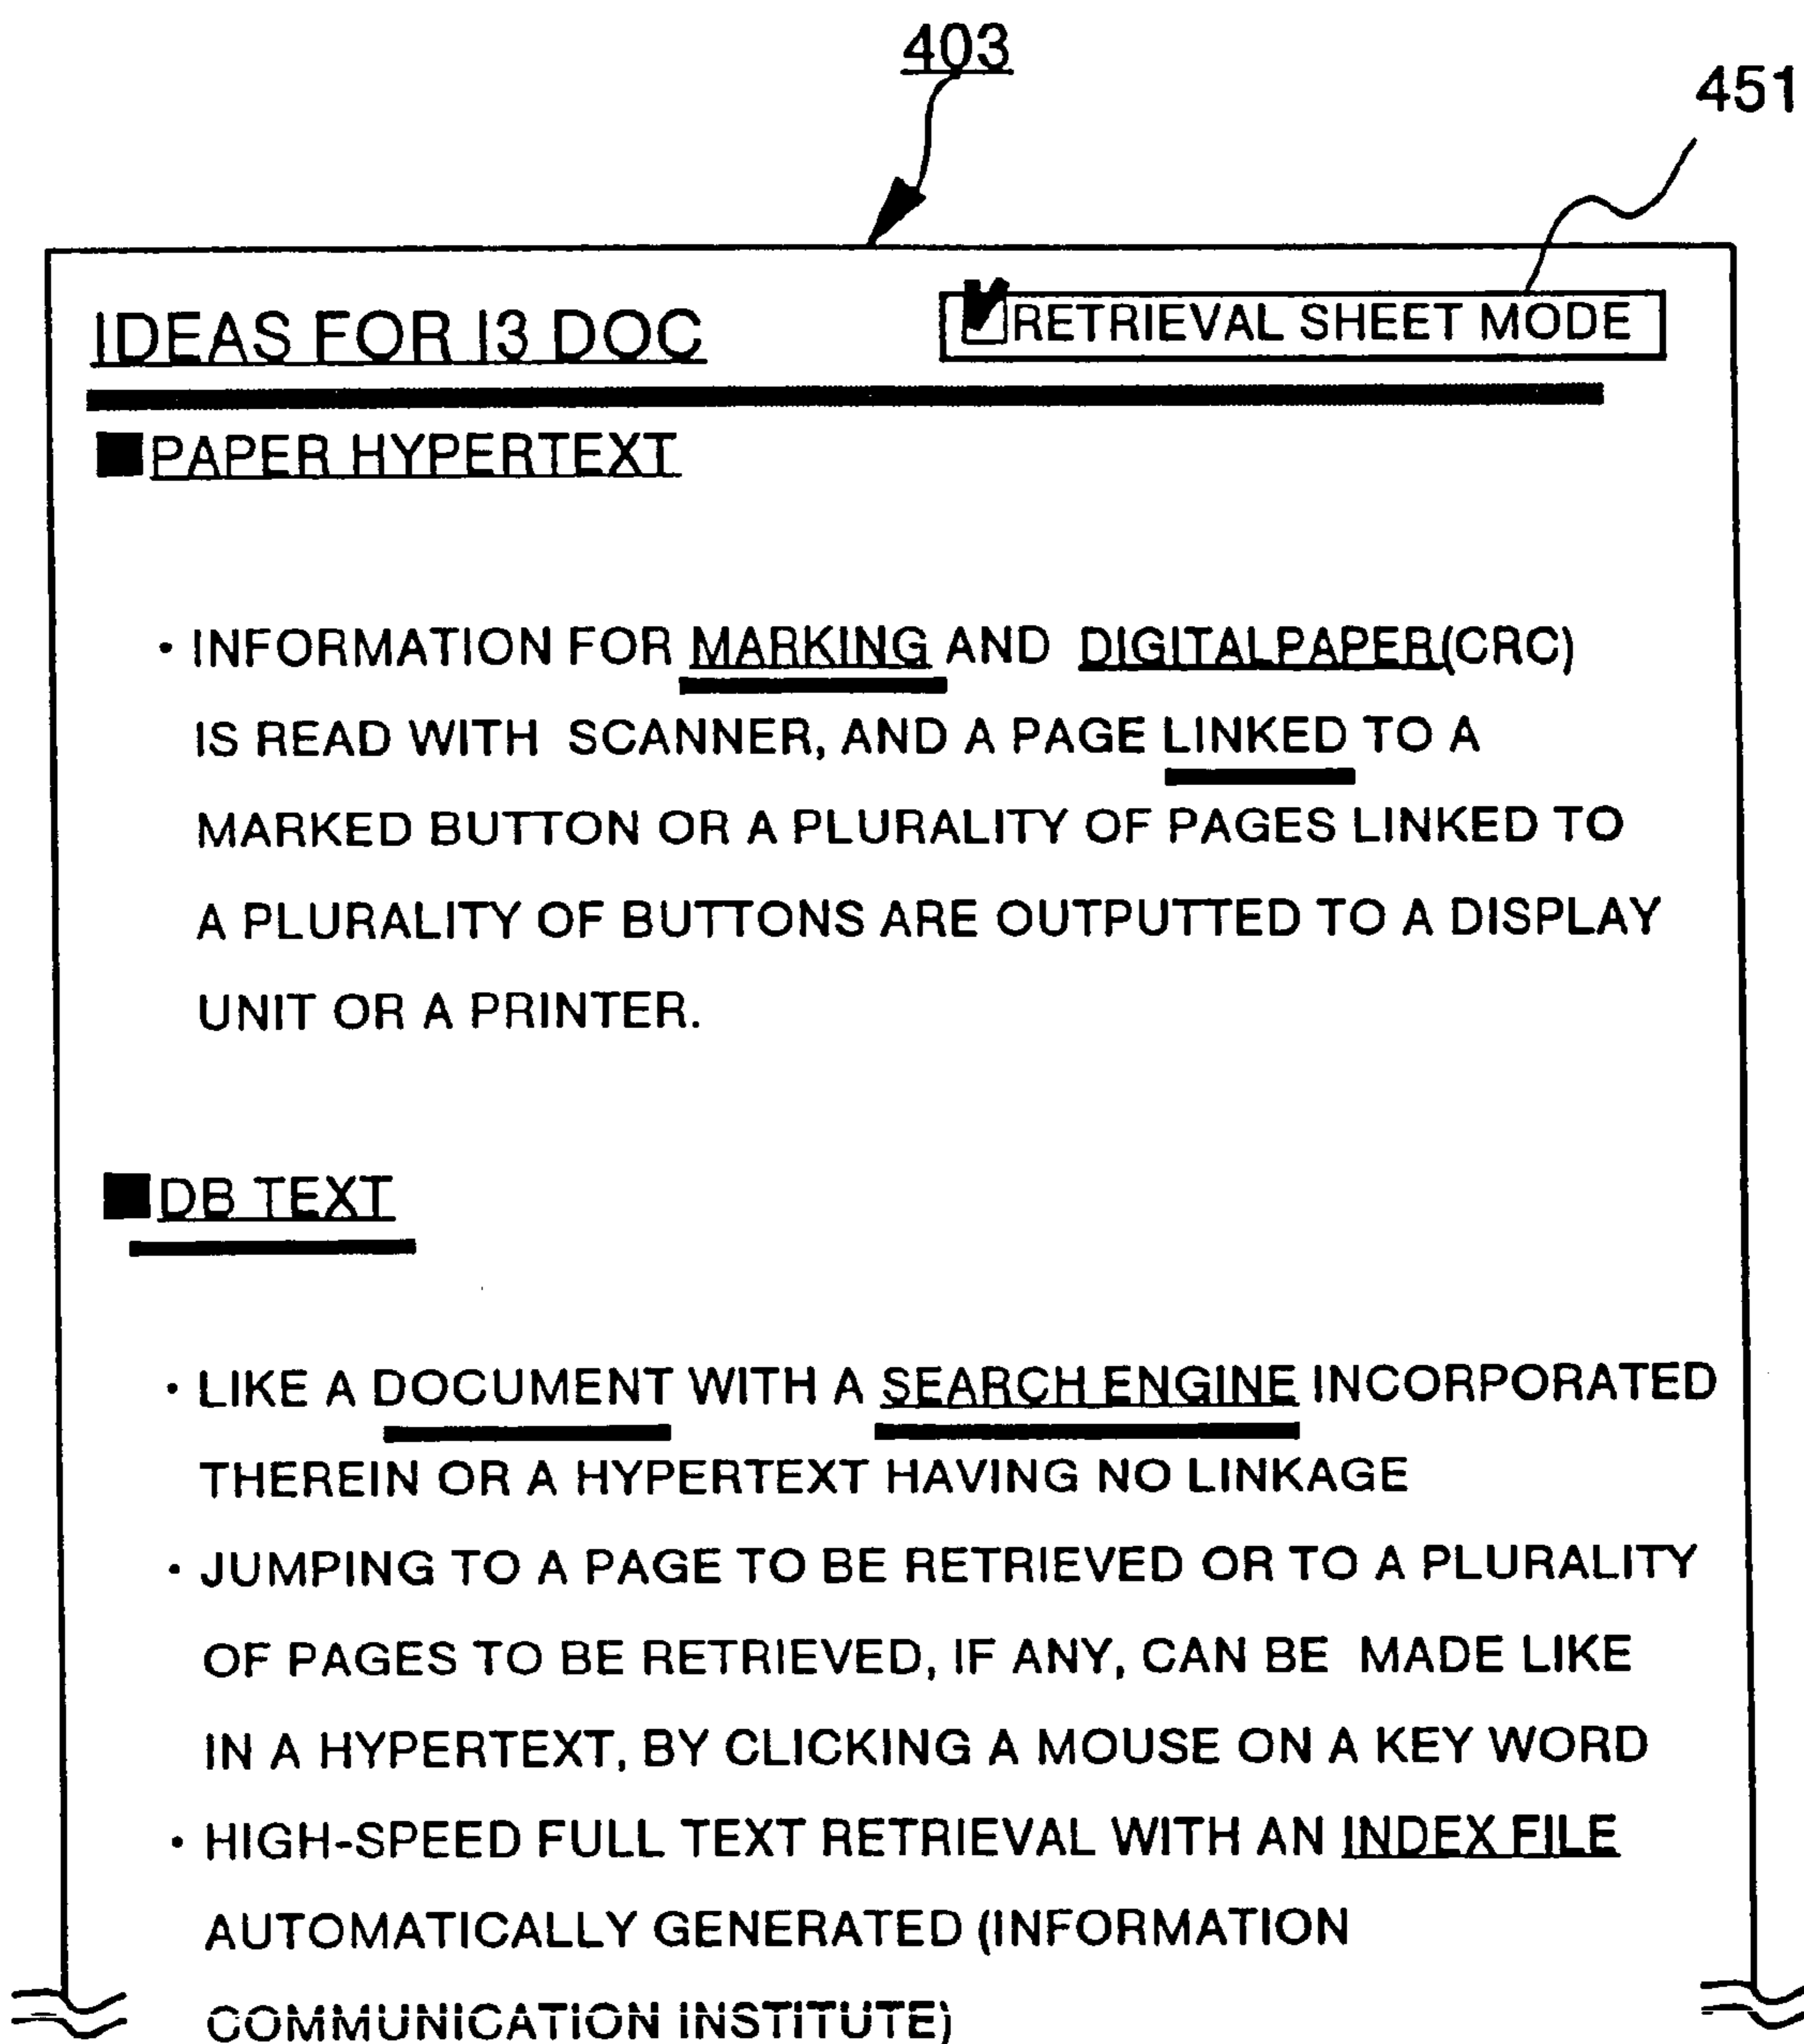 403
451
IDEAS FOR I3 DOC
RETRIEVAL SHEET MODE
PAPER HYPERTEXT
· INFORMATION FOR MARKING AND DIGITALPAPER(CRC)
IS READ WITH SCANNER, AND A PAGE LINKED TO A
MARKED BUTTON OR A PLURALITY OF PAGES LINKED TO
A PLURALITY OF BUTTONS ARE OUTPUTTED TO A DISPLAY
UNIT OR A PRINTER.
DB TEXT
· LIKE A DOCUMENT WITH A SEARCH ENGINE INCORPORATED
THEREIN OR A HYPERTEXT HAVING NO LINKAGE
· JUMPING TO A PAGE TO BE RETRIEVED OR TO A PLURALITY
OF PAGES TO BE RETRIEVED, IF ANY, CAN BE MADE LIKE
IN A HYPERTEXT, BY CLICKING A MOUSE ON A KEY WORD
· HIGH-SPEED FULL TEXT RETRIEVAL WITH AN INDEX FILE
AUTOMATICALLY GENERATED (INFORMATION
COMMUNICATION INSTITUTE)